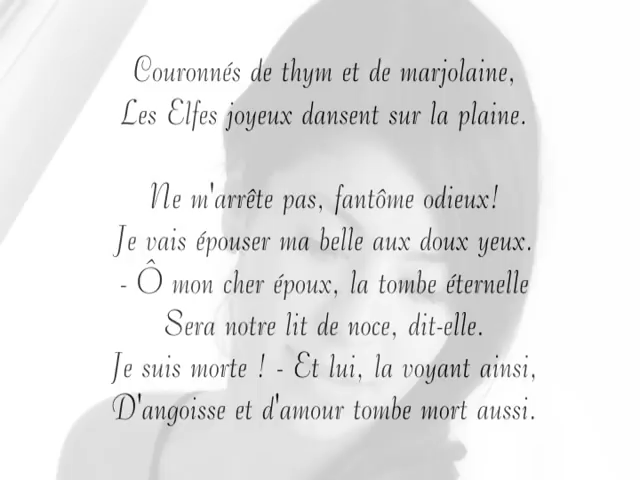 Couronnés de thym et de marjolaine,
Les Elfes joyeux dansent sur la plaine.
Ne m'arrête pas, fantôme odieux!
Je vais épouser ma belle aux doux yeux.
- Ô mon cher époux, la tombe éternelle
Sera notre lit de noce, dit-elle.
Je suis morte ! - Et lui, la voyant ainsi,
D'angoisse et d'amour tombe mort aussi.